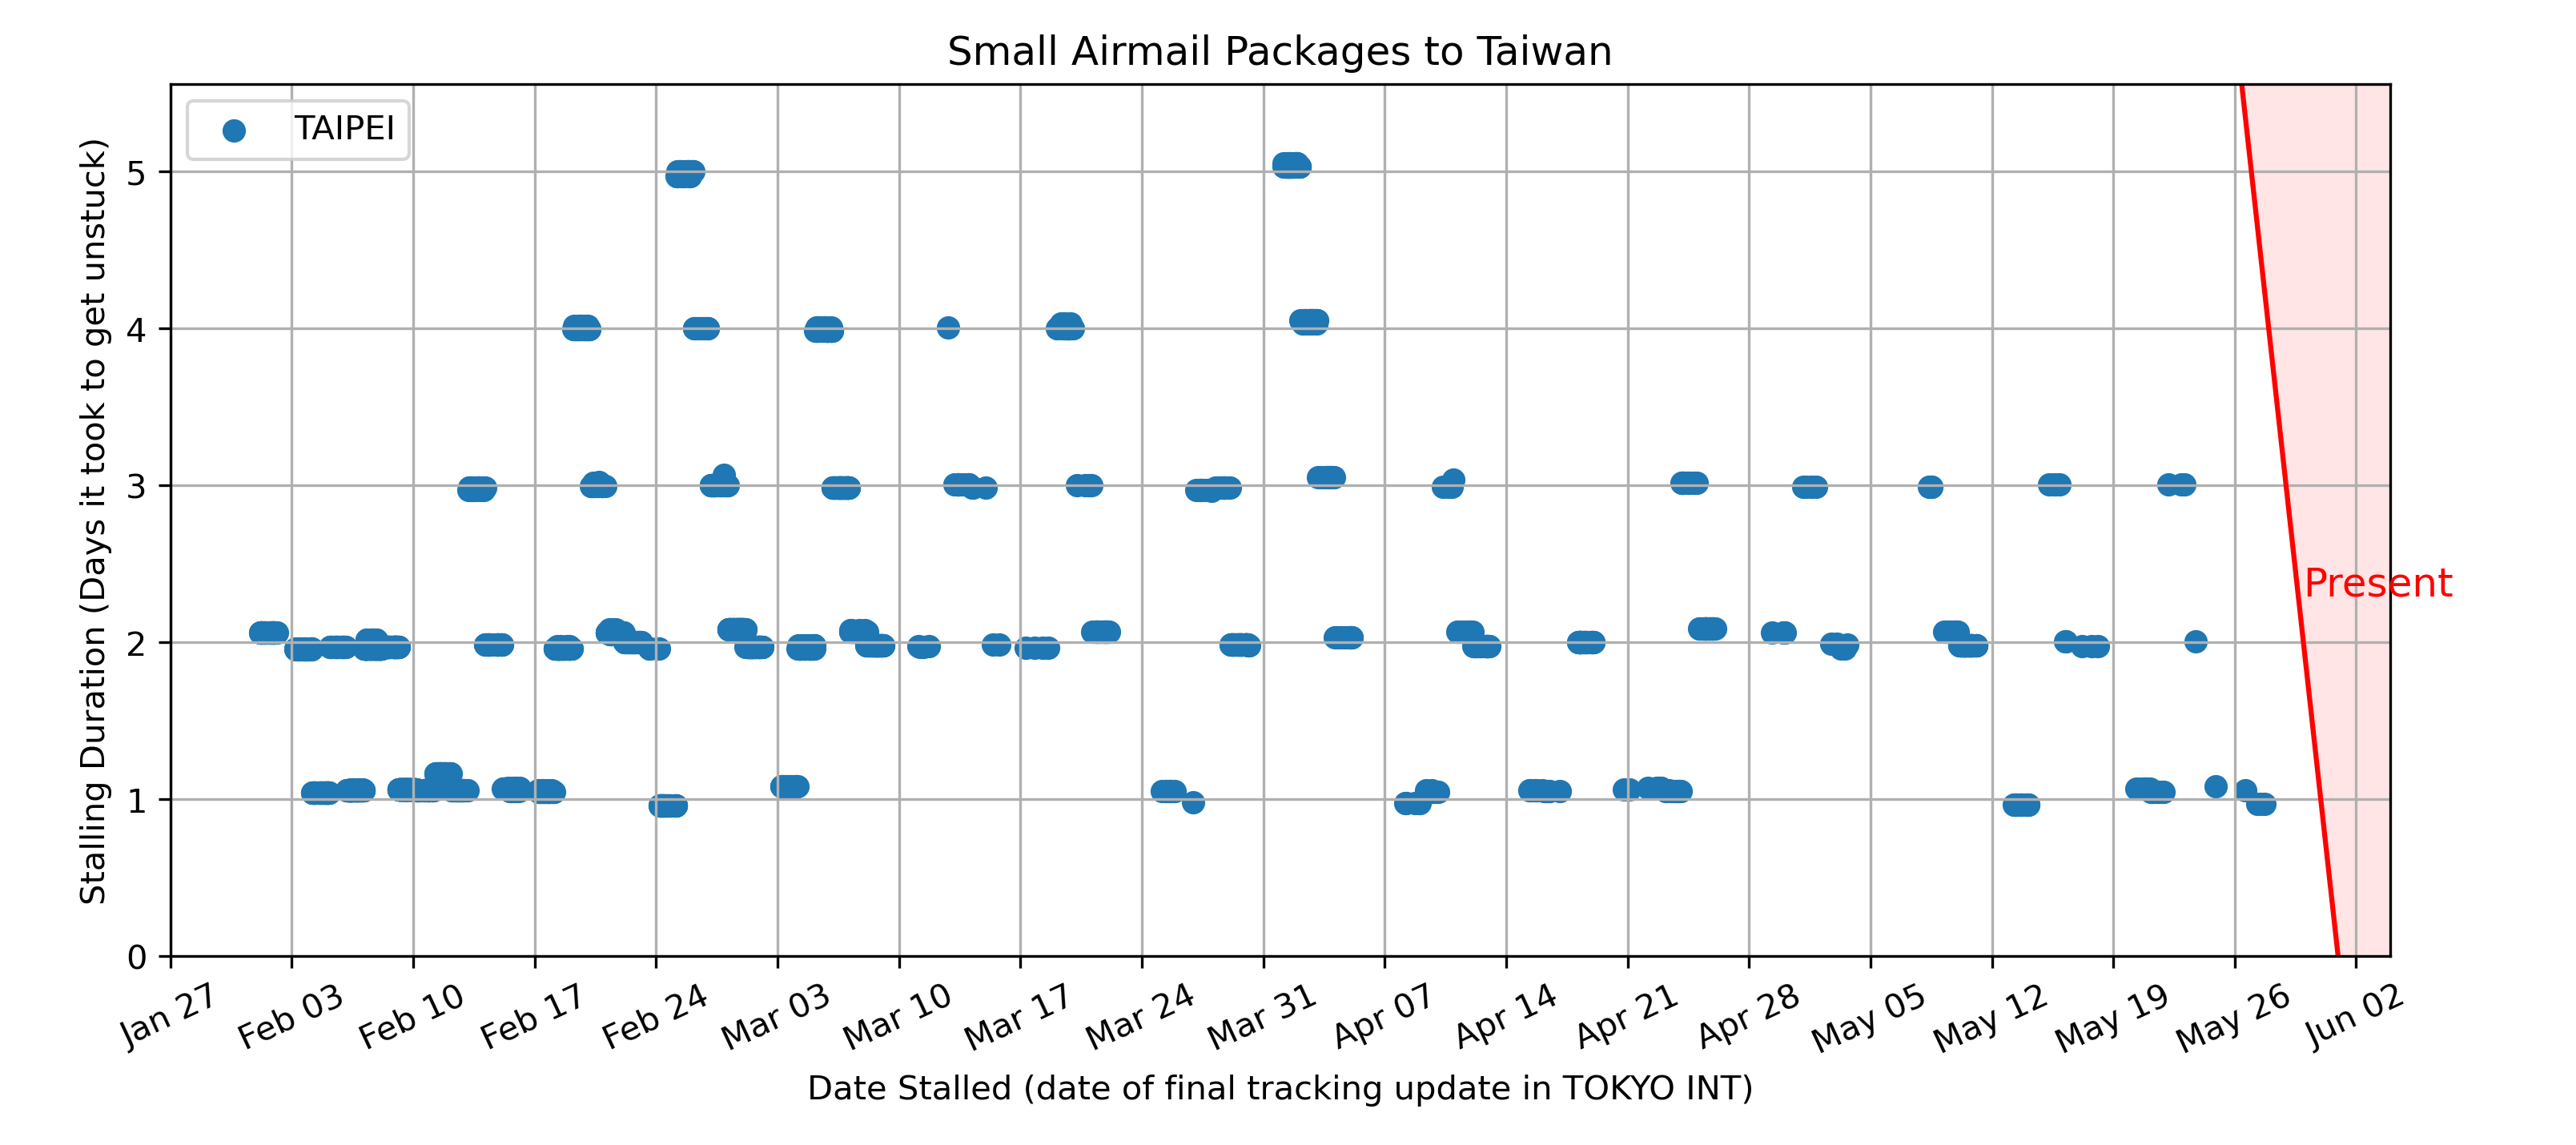 Small Airmail Packages to Taiwan
TAIPEI
Stalling Duration (Days it took to get unstuck)
5
4
3
2
1
0
Present
Jan 27
Feb 03
Feb 10
Feb 17
Feb 24
Mar 03
Mar 10
Mar 17
Mar 24
Mar 31
Apr 07
Apr 14
Apr 21
Apr 28
May 05
May 12
May 19
May 26
Jun 02
Date Stalled (date of final tracking update in TOKYO INT)